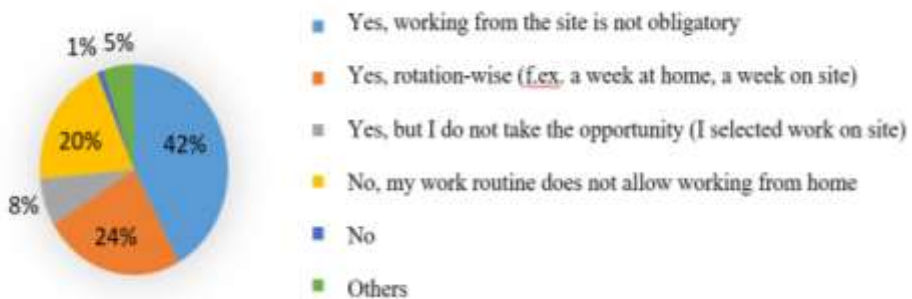 1% 5%
20%
42%
8%
24%
Yes, working from the site is not obligatory
Yes, rotation-wise (f.ex. a week at home, a week on site)
Yes, but I do not take the opportunity (I selected work on site)
No, my work routine does not allow working from home
No
Others